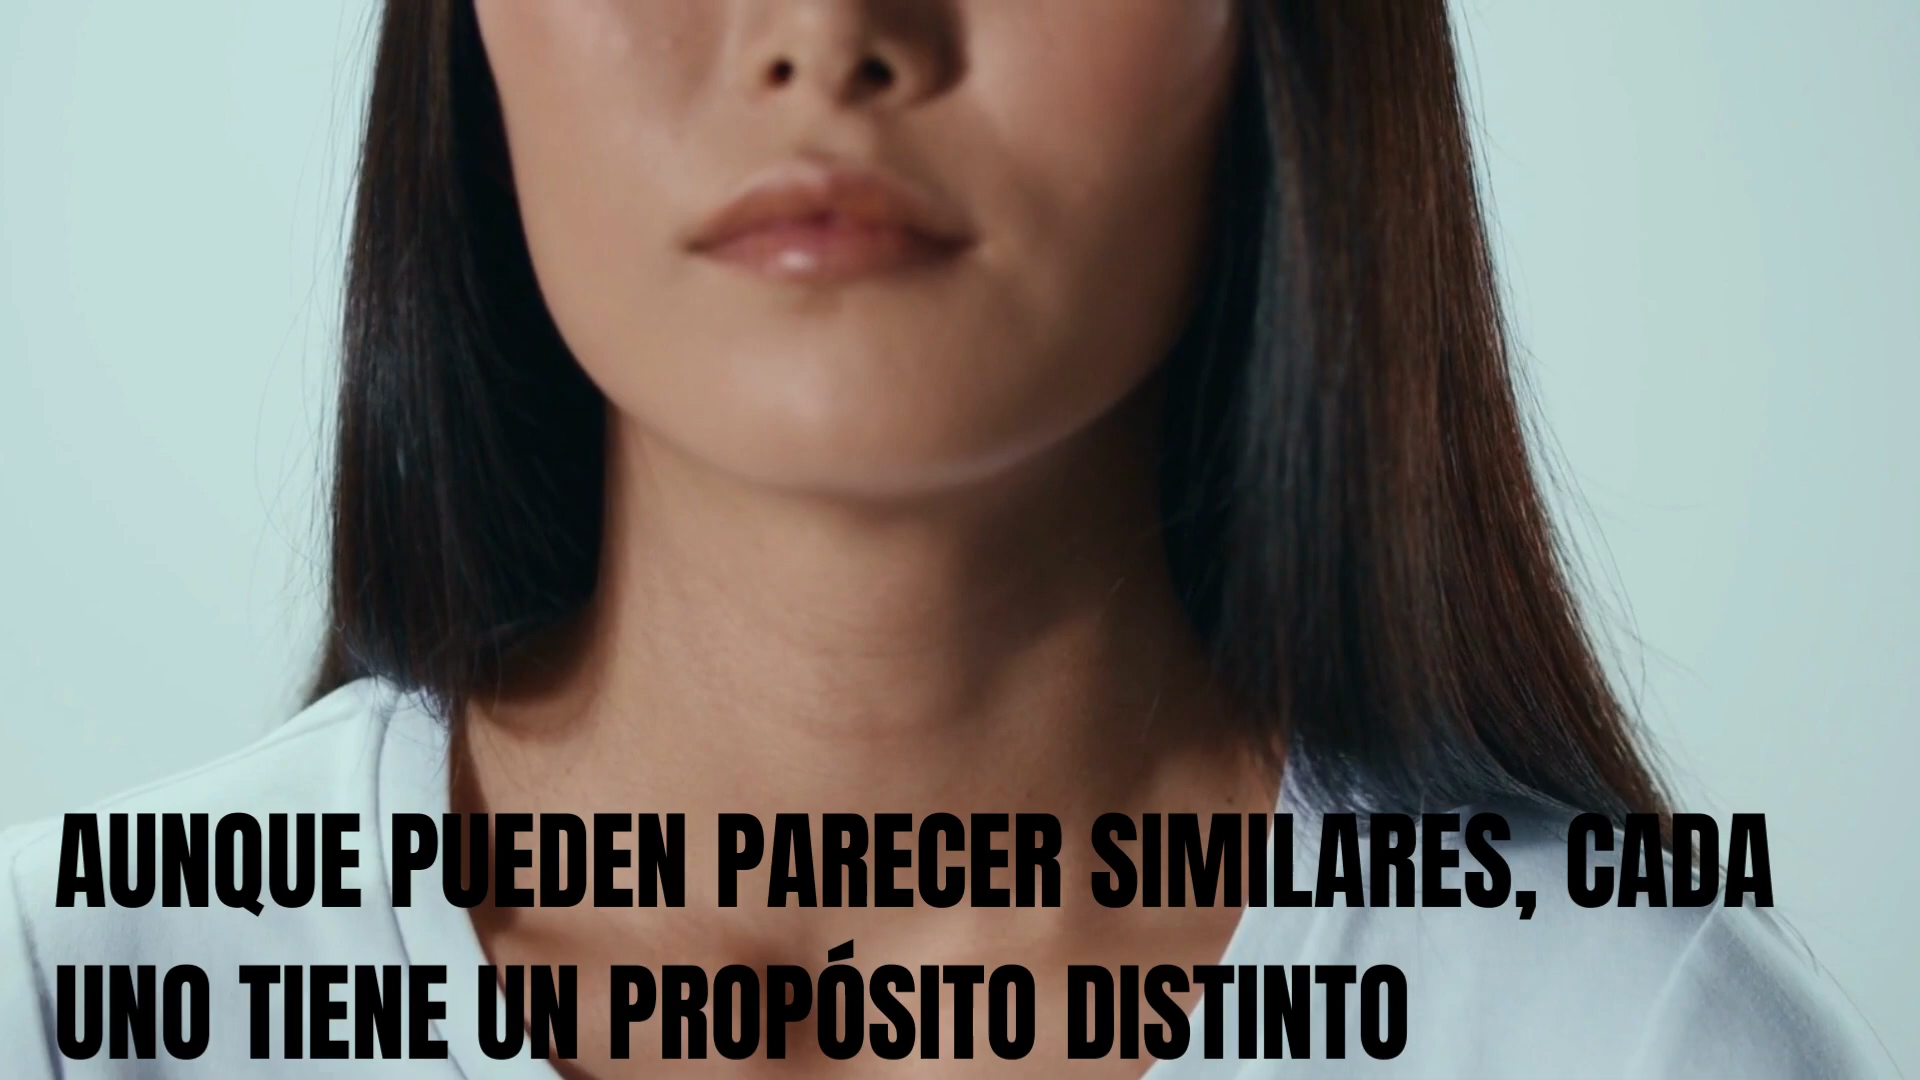 AUNQUE PUEDEN PARECER SIMILARES, CADA
UNO TIENE UN PROPÓSITO DISTINTO